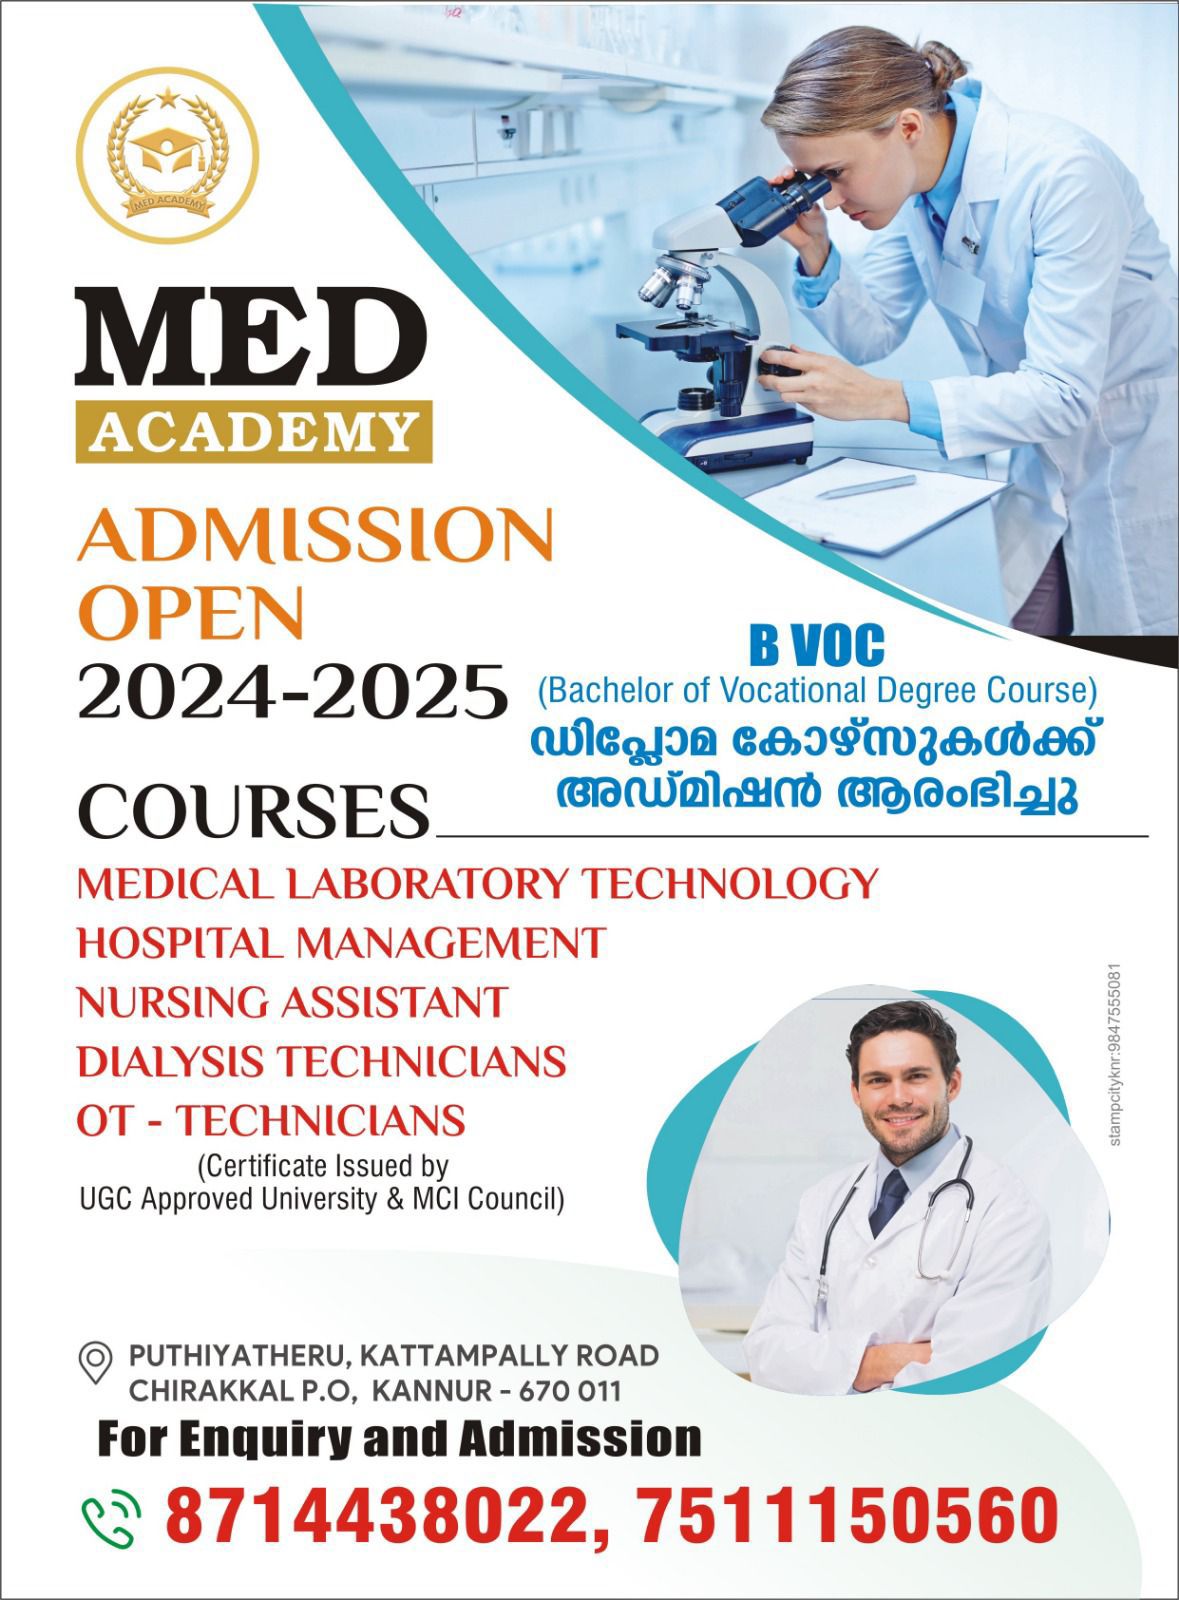 MED ACADEMY
MED
ACADEMY
ADMISSION
OPEN
2024-2025
B VOC
(Bachelor of Vocational Degree Course)
ഡിപ്ലോമ കോഴ്സുകൾക്ക്
അഡ്മിഷൻ ആരംഭിച്ചു
COURSES
MEDICAL LABORATORY TECHNOLOGY
HOSPITAL MANAGEMENT
NURSING ASSISTANT
DIALYSIS TECHNICIANS
OT - TECHNICIANS
(Certificate Issued by
UGC Approved University & MCI Council)
stampcityknr:9847555081
PUTHIYATHERU, KATTAMPALLY ROAD
CHIRAKKAL P.O, KANNUR - 670 011
For Enquiry and Admission
8714438022, 7511150560